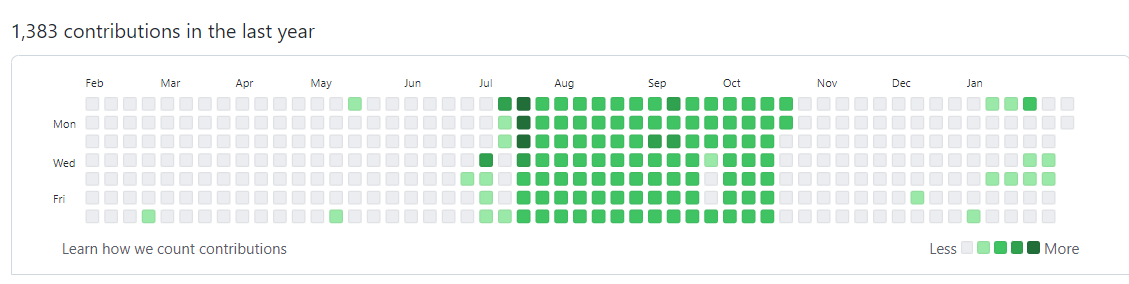 1,383 contributions in the last year
Feb Mar Apr May Jun Jul Aug Sep Oct Nov Dec Jan
Mon
Wed
Fri
Learn how we count contributions
Less More